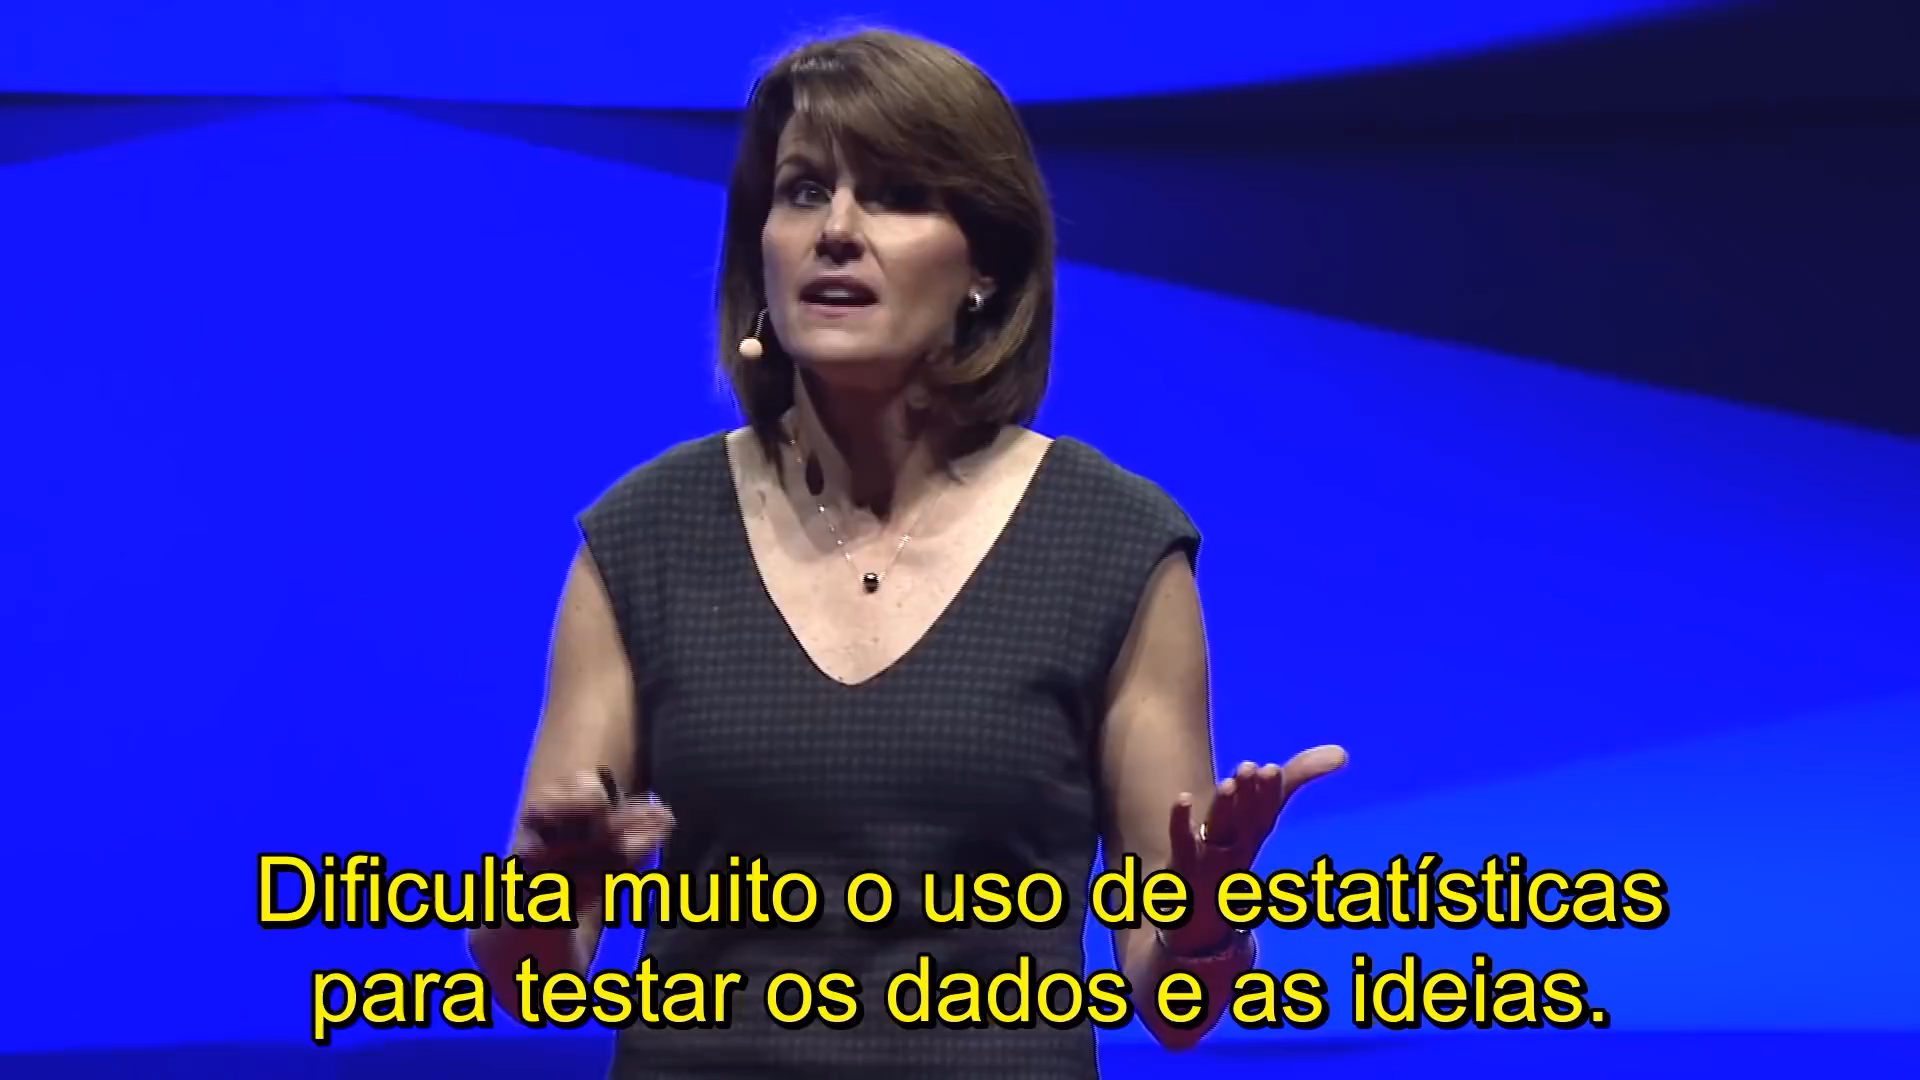 Dificulta muito o uso de estatísticas
para testar os dados e as ideias.